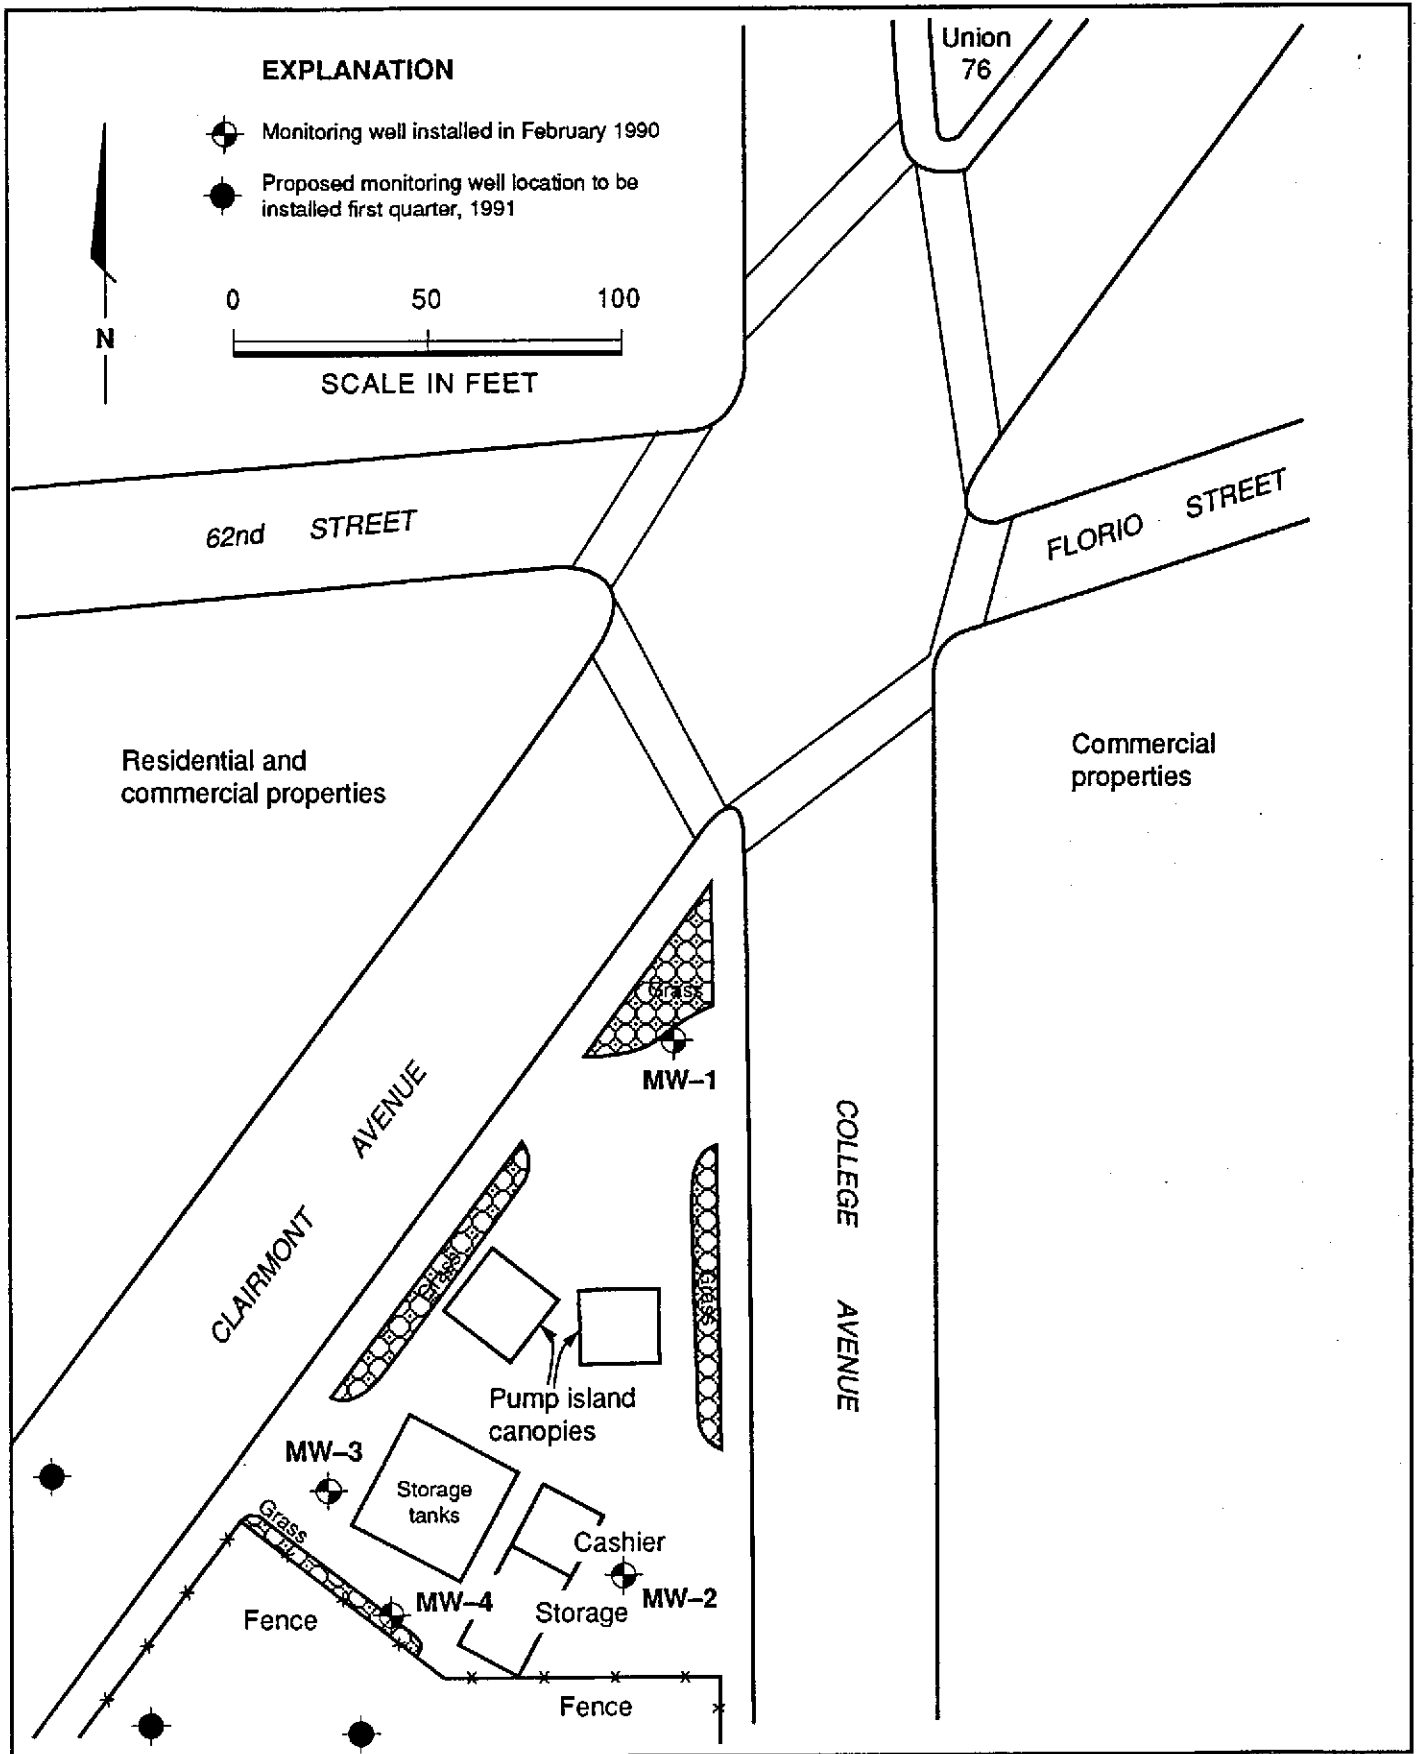 Union
76
EXPLANATION
Monitoring well installed in February 1990
Proposed monitoring well location to be
installed first quarter, 1991
0 50 100
SCALE IN FEET
N
62nd STREET
FLORIO STREET
Residential and
commercial properties
Commercial
properties
Grass
MW–1
CLAIRMONT AVENUE
COLLEGE AVENUE
Grass
Grass
Pump island
canopies
MW–3
Storage
tanks
Grass
Cashier
MW–4
MW–2
Storage
Fence
Fence